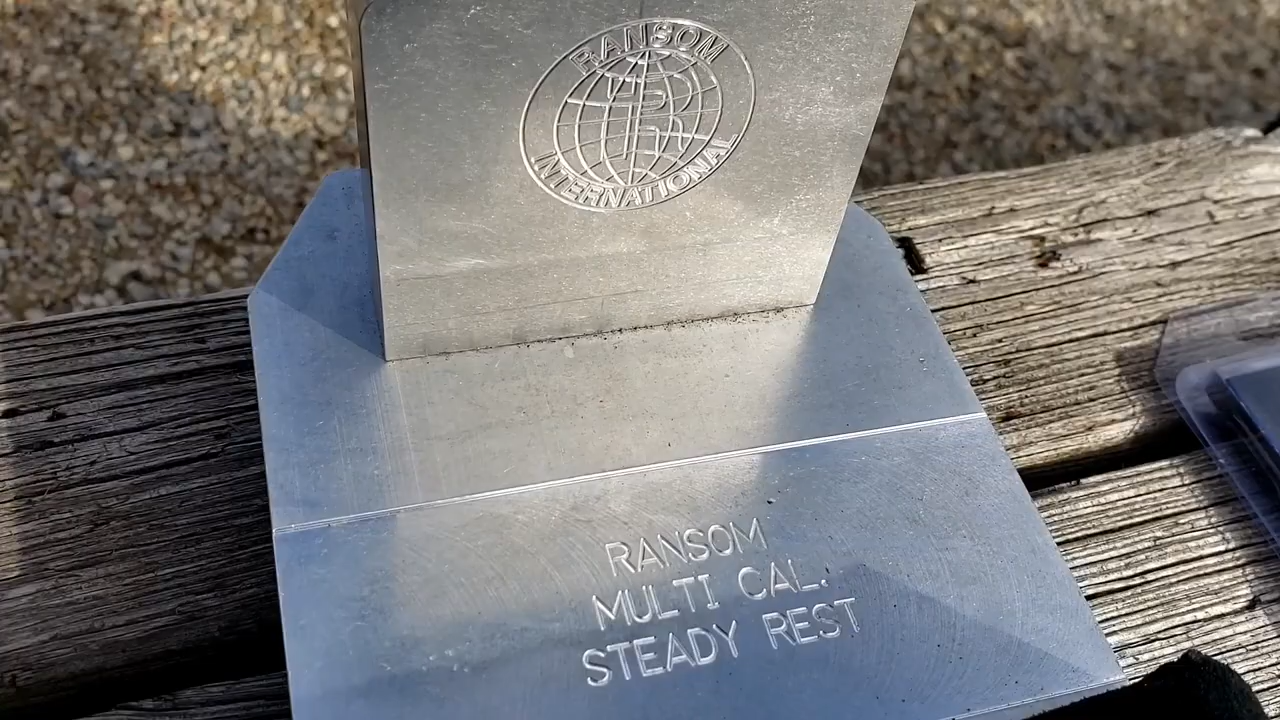 RANSOM
INTERNATIONAL
RANSOM
MULTI CAL.
STEADY REST